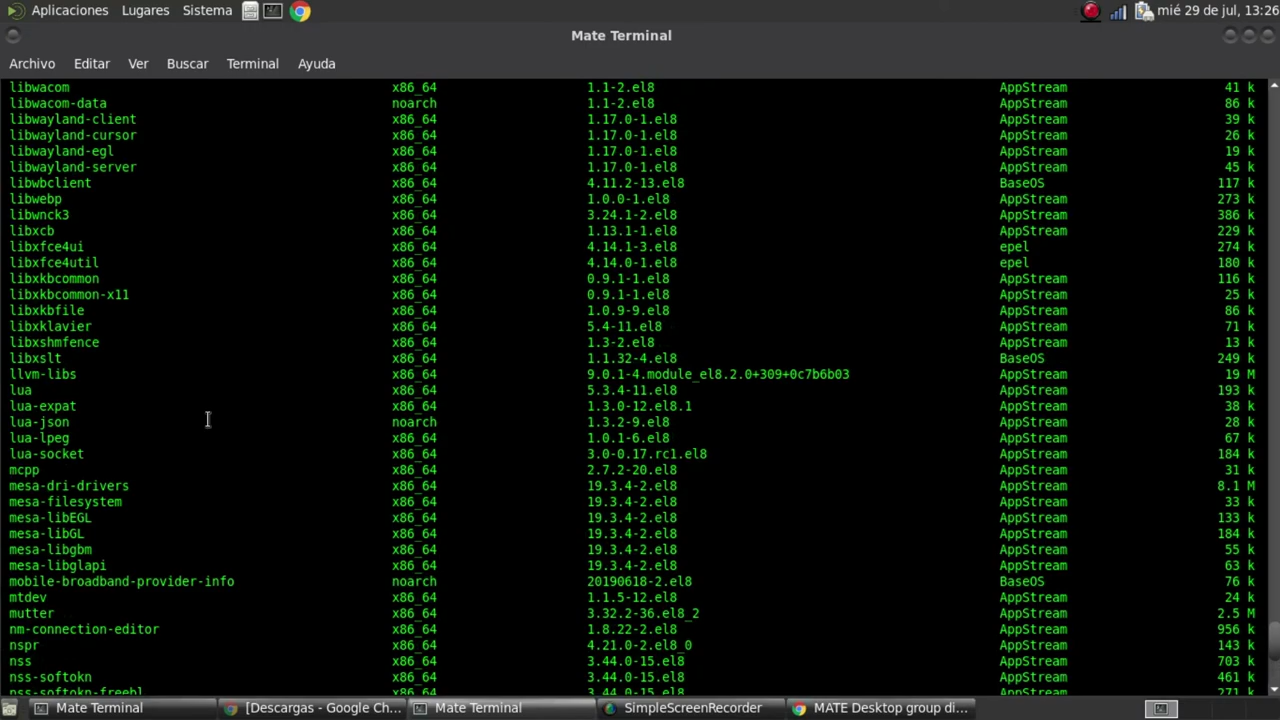 Aplicaciones Lugares Sistema mié 29 de jul, 13:26
Mate Terminal
Archivo Editar Ver Buscar Terminal Ayuda
libwacom x86_64 1.1-2.el8 AppStream 41 k
libwacom-data noarch 1.1-2.el8 AppStream 86 k
libwayland-client x86_64 1.17.0-1.el8 AppStream 39 k
libwayland-cursor x86_64 1.17.0-1.el8 AppStream 26 k
libwayland-egl x86_64 1.17.0-1.el8 AppStream 19 k
libwayland-server x86_64 1.17.0-1.el8 AppStream 45 k
libwbclient x86_64 4.11.2-13.el8 BaseOS 117 k
libwebp x86_64 1.0.0-1.el8 AppStream 273 k
libwnck3 x86_64 3.24.1-2.el8 AppStream 386 k
libxcb x86_64 1.13.1-1.el8 AppStream 229 k
libxfce4ui x86_64 4.14.1-3.el8 epel 274 k
libxfce4util x86_64 4.14.0-1.el8 epel 180 k
libxkbcommon x86_64 0.9.1-1.el8 AppStream 116 k
libxkbcommon-x11 x86_64 0.9.1-1.el8 AppStream 25 k
libxkbfile x86_64 1.0.9-9.el8 AppStream 86 k
libxklavier x86_64 5.4-11.el8 AppStream 71 k
libxshmfence x86_64 1.3-2.el8 AppStream 13 k
libxslt x86_64 1.1.32-4.el8 BaseOS 249 k
llvm-libs x86_64 9.0.1-4.module_el8.2.0+309+0c7b6b03 AppStream 19 M
lua x86_64 5.3.4-11.el8 AppStream 193 k
lua-expat x86_64 1.3.0-12.el8.1 AppStream 38 k
lua-json noarch 1.3.2-9.el8 AppStream 28 k
lua-lpeg x86_64 1.0.1-6.el8 AppStream 67 k
lua-socket x86_64 3.0-0.17.rc1.el8 AppStream 184 k
mcpp x86_64 2.7.2-20.el8 AppStream 31 k
mesa-dri-drivers x86_64 19.3.4-2.el8 AppStream 8.1 M
mesa-filesystem x86_64 19.3.4-2.el8 AppStream 33 k
mesa-libEGL x86_64 19.3.4-2.el8 AppStream 133 k
mesa-libGL x86_64 19.3.4-2.el8 AppStream 184 k
mesa-libgbm x86_64 19.3.4-2.el8 AppStream 55 k
mesa-libglapi x86_64 19.3.4-2.el8 AppStream 63 k
mobile-broadband-provider-info noarch 20190618-2.el8 BaseOS 76 k
mtdev x86_64 1.1.5-12.el8 AppStream 24 k
mutter x86_64 3.32.2-36.el8_2 AppStream 2.5 M
nm-connection-editor x86_64 1.8.22-2.el8 AppStream 956 k
nspr x86_64 4.21.0-2.el8_0 AppStream 143 k
nss x86_64 3.44.0-15.el8 AppStream 703 k
nss-softokn x86_64 3.44.0-15.el8 AppStream 461 k
nss-softokn-freebl x86_64 3.44.0-15.el8 AppStream 271 k
Mate Terminal [Descargas - Google Ch... Mate Terminal SimpleScreenRecorder MATE Desktop group di...